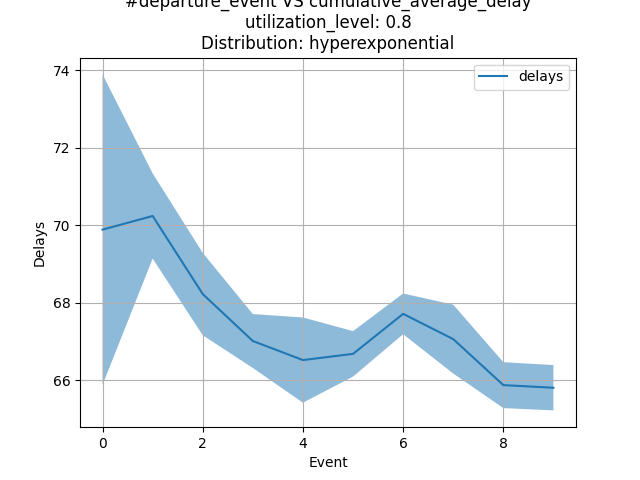 #departure_event VS cumulative_average_delay
utilization_level: 0.8
Distribution: hyperexponential
74
72
70
68
66
Delays
delays
0 2 4 6 8
Event